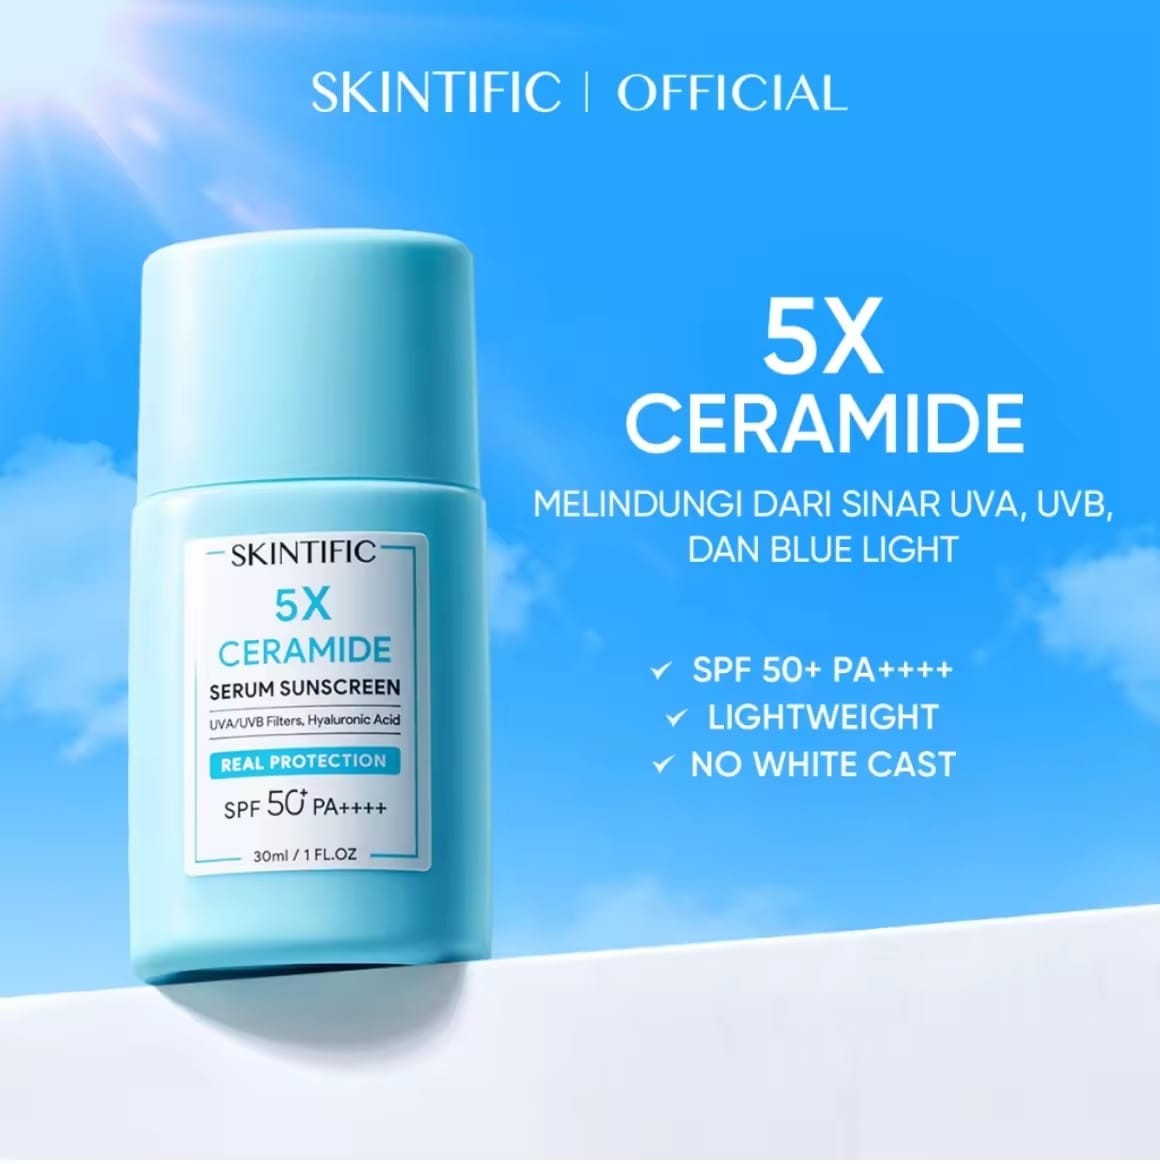 SKINTIFIC | OFFICIAL
5X
CERAMIDE
MELINDUNGI DARI SINAR UVA, UVB,
DAN BLUE LIGHT
✓ SPF 50+ PA++++
✓ LIGHTWEIGHT
✓ NO WHITE CAST
SKINTIFIC
5X
CERAMIDE
SERUM SUNSCREEN
UVA/UVB Filters, Hyaluronic Acid
REAL PROTECTION
SPF 50+ PA++++
30ml / 1 FL.OZ